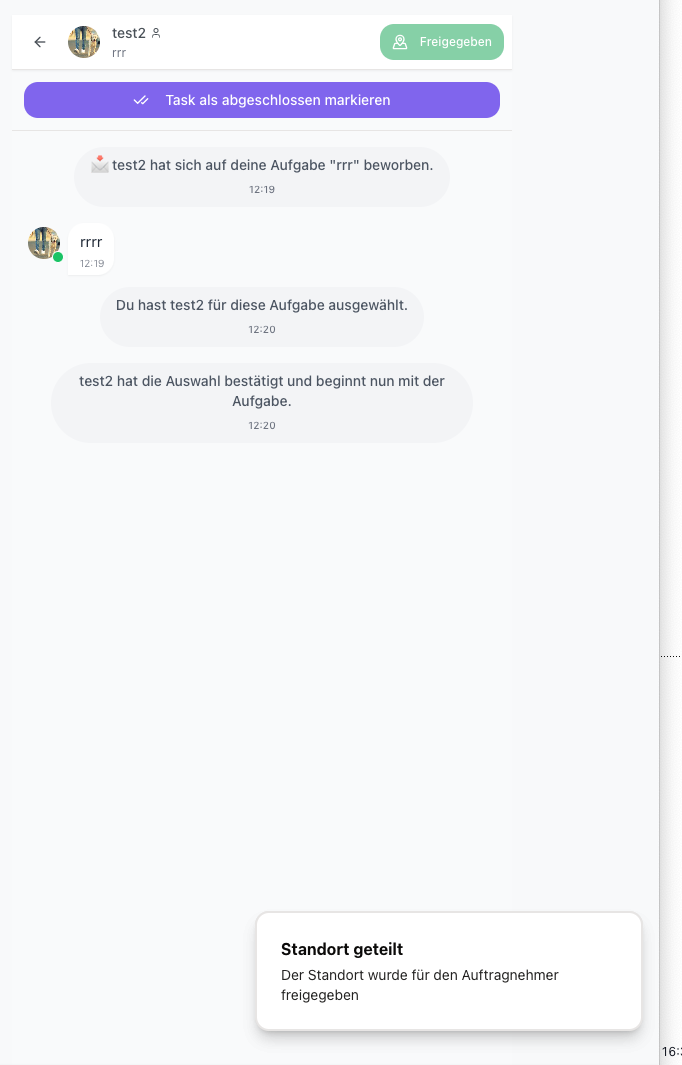 test2
rrr
Freigegeben
Task als abgeschlossen markieren
test2 hat sich auf deine Aufgabe "rrr" beworben.
12:19
rrrr
12:19
Du hast test2 für diese Aufgabe ausgewählt.
12:20
test2 hat die Auswahl bestätigt und beginnt nun mit der
Aufgabe.
12:20
Standort geteilt
Der Standort wurde für den Auftragnehmer
freigegeben